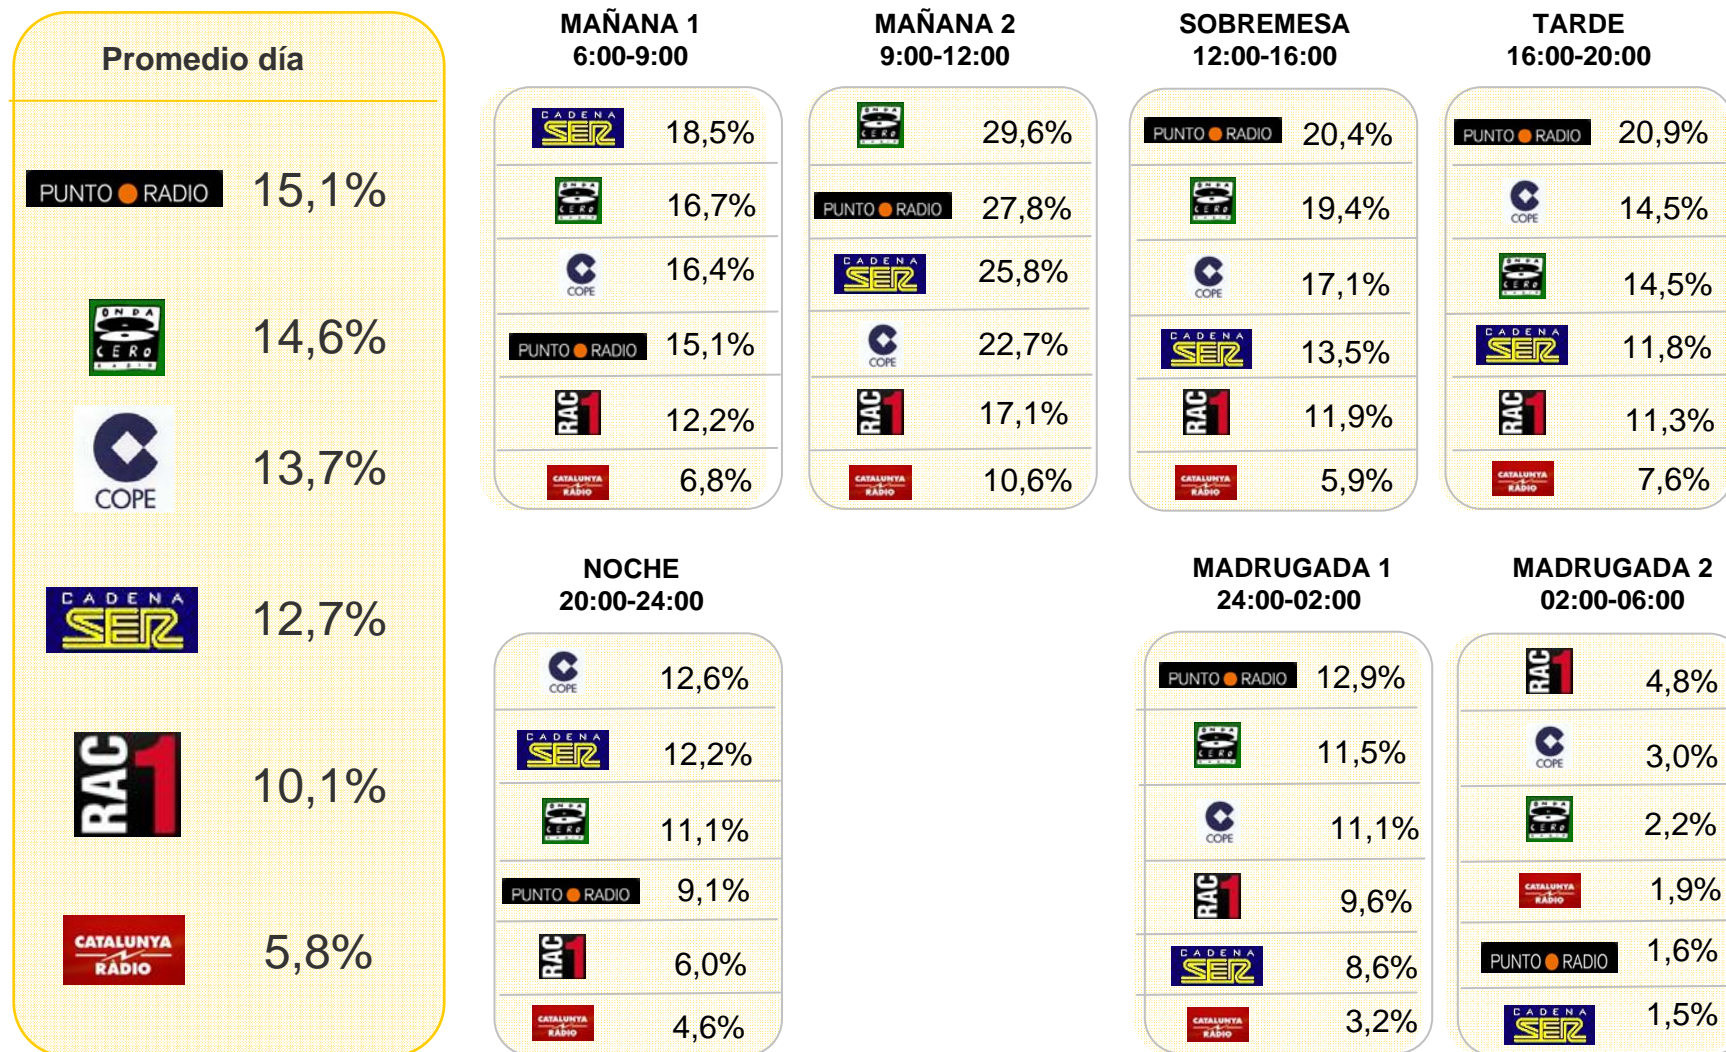 Promedio día
PUNTO RADIO 15,1%
ONDA CERO RADIO 14,6%
COPE 13,7%
CADENA SER 12,7%
RAC 1 10,1%
CATALUNYA RÀDIO 5,8%
MAÑANA 1
6:00-9:00
CADENA SER 18,5%
ONDA CERO RADIO 16,7%
COPE 16,4%
PUNTO RADIO 15,1%
RAC 1 12,2%
CATALUNYA RÀDIO 6,8%
MAÑANA 2
9:00-12:00
ONDA CERO RADIO 29,6%
PUNTO RADIO 27,8%
CADENA SER 25,8%
COPE 22,7%
RAC 1 17,1%
CATALUNYA RÀDIO 10,6%
SOBREMESA
12:00-16:00
PUNTO RADIO 20,4%
ONDA CERO RADIO 19,4%
COPE 17,1%
CADENA SER 13,5%
RAC 1 11,9%
CATALUNYA RÀDIO 5,9%
TARDE
16:00-20:00
PUNTO RADIO 20,9%
COPE 14,5%
ONDA CERO RADIO 14,5%
CADENA SER 11,8%
RAC 1 11,3%
CATALUNYA RÀDIO 7,6%
NOCHE
20:00-24:00
COPE 12,6%
CADENA SER 12,2%
ONDA CERO RADIO 11,1%
PUNTO RADIO 9,1%
RAC 1 6,0%
CATALUNYA RÀDIO 4,6%
MADRUGADA 1
24:00-02:00
PUNTO RADIO 12,9%
ONDA CERO RADIO 11,5%
COPE 11,1%
RAC 1 9,6%
CADENA SER 8,6%
CATALUNYA RÀDIO 3,2%
MADRUGADA 2
02:00-06:00
RAC 1 4,8%
COPE 3,0%
ONDA CERO RADIO 2,2%
CATALUNYA RÀDIO 1,9%
PUNTO RADIO 1,6%
CADENA SER 1,5%